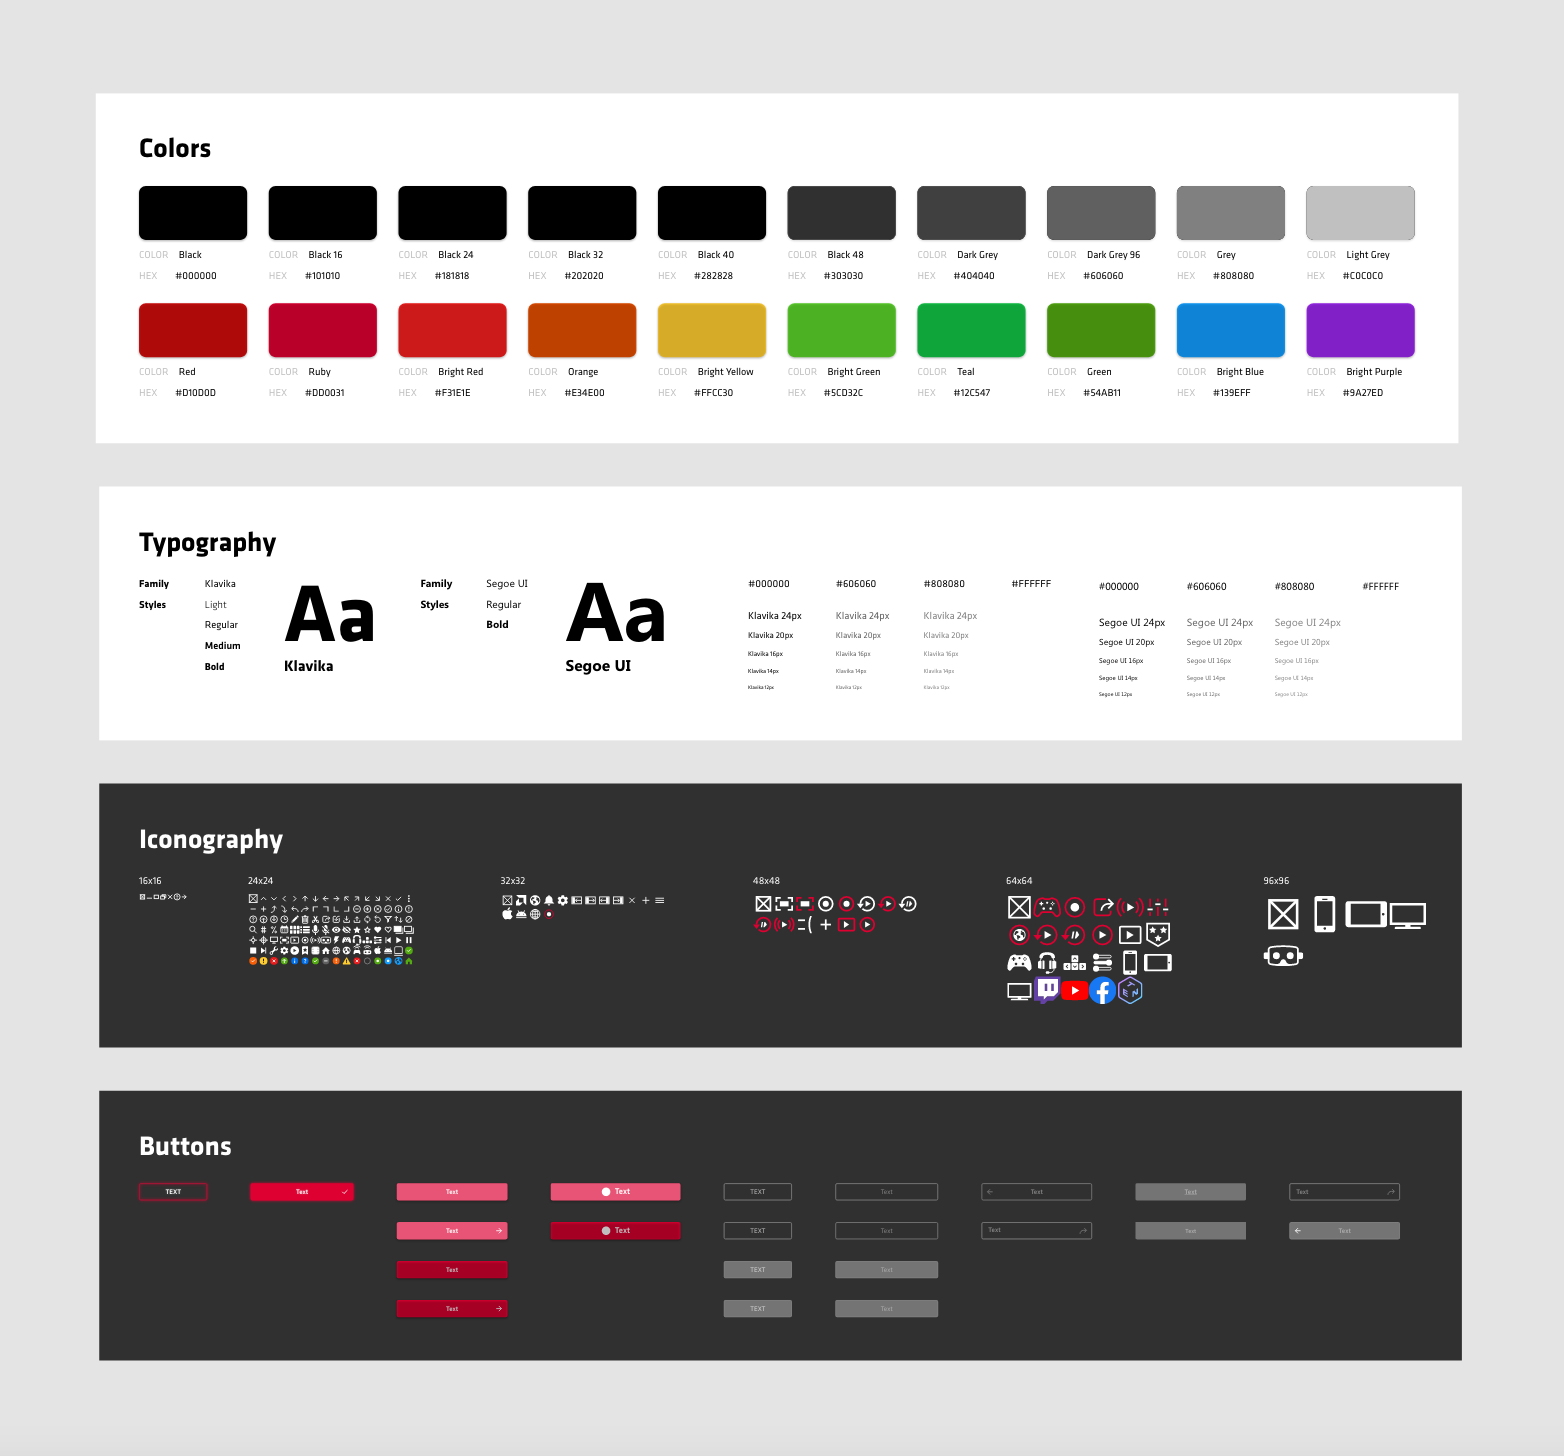 Colors
COLOR Black COLOR Black 16 COLOR Black 24 COLOR Black 32 COLOR Black 40 COLOR Black 48 COLOR Dark Grey COLOR Dark Grey 96 COLOR Grey COLOR Light Grey
HEX #000000 HEX #101010 HEX #181818 HEX #202020 HEX #282828 HEX #303030 HEX #404040 HEX #606060 HEX #808080 HEX #C0C0C0
COLOR Red COLOR Ruby COLOR Bright Red COLOR Orange COLOR Bright Yellow COLOR Bright Green COLOR Teal COLOR Green COLOR Bright Blue COLOR Bright Purple
HEX #D10D0D HEX #DD0031 HEX #F31E1E HEX #E34E00 HEX #FFCC30 HEX #5CD32C HEX #12C547 HEX #54AB11 HEX #139EFF HEX #9A27ED
Typography
Family Klavika
Styles Light
Regular
Medium
Bold
Aa
Klavika
Family Segoe UI
Styles Regular
Bold
Aa
Segoe UI
#000000 #606060 #808080 #FFFFFF
Klavika 24px Klavika 24px Klavika 24px
Klavika 20px Klavika 20px Klavika 20px
Klavika 16px Klavika 16px Klavika 16px
Klavika 14px Klavika 14px Klavika 14px
Klavika 12px Klavika 12px Klavika 12px
#000000 #606060 #808080 #FFFFFF
Segoe UI 24px Segoe UI 24px Segoe UI 24px
Segoe UI 20px Segoe UI 20px Segoe UI 20px
Segoe UI 16px Segoe UI 16px Segoe UI 16px
Segoe UI 14px Segoe UI 14px Segoe UI 14px
Segoe UI 12px Segoe UI 12px Segoe UI 12px
Iconography
16x16 24x24 32x32 48x48 64x64 96x96
Buttons
TEXT Text Text Text TEXT Text Text Text Text
Text Text TEXT Text Text Text Text
Text TEXT Text
Text TEXT Text